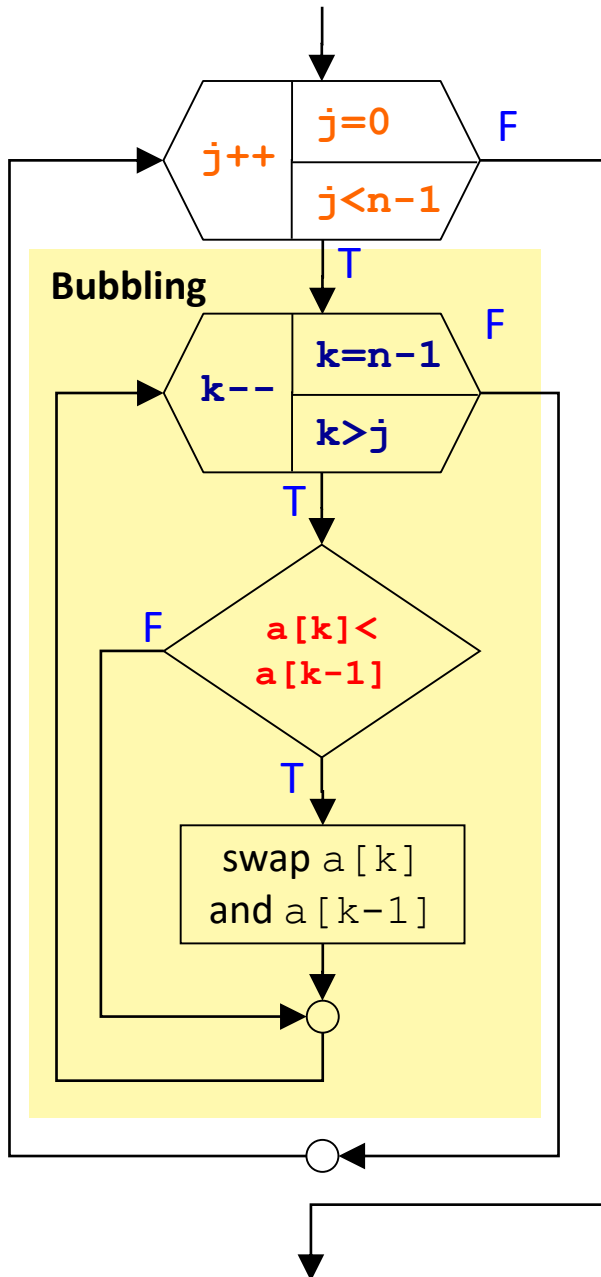 j++
j=0
F
j<n-1
T
Bubbling
k--
k=n-1
F
k>j
T
F
a[k]<
a[k-1]
T
swap a[k]
and a[k-1]